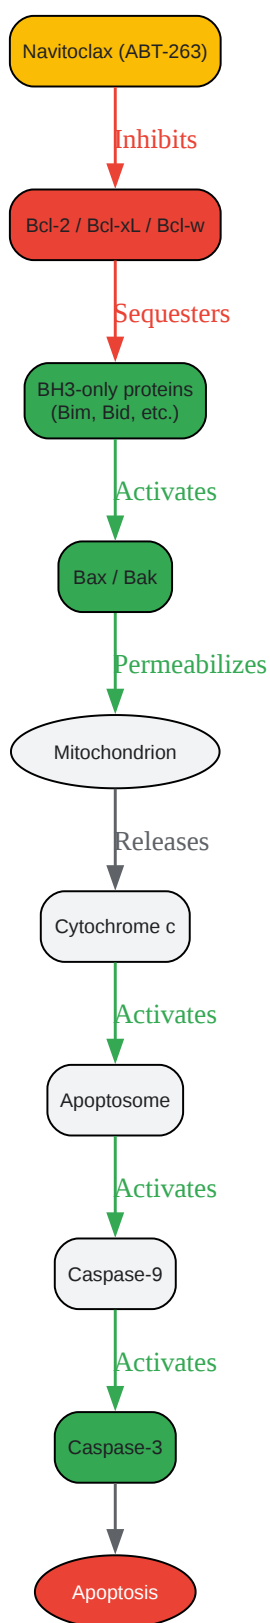 Navitoclax (ABT-263)
Inhibits
Bcl-2 / Bcl-xL / Bcl-w
Sequesters
BH3-only proteins
(Bim, Bid, etc.)
Activates
Bax / Bak
Permeabilizes
Mitochondrion
Releases
Cytochrome c
Activates
Apoptosome
Activates
Caspase-9
Activates
Caspase-3
Apoptosis